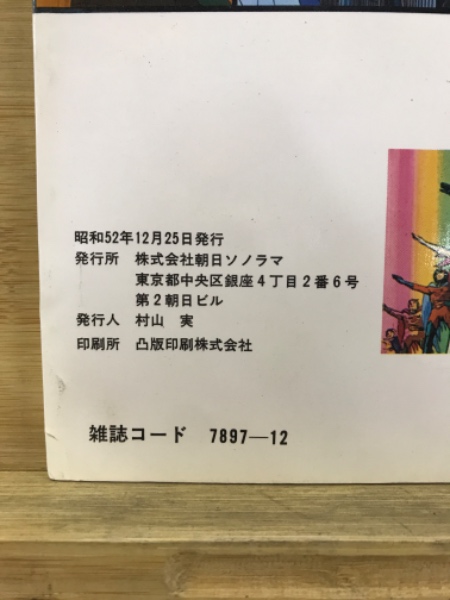 昭和52年12月25日発行
発行所 株式会社朝日ソノラマ
東京都中央区銀座4丁目2番6号
第2朝日ビル
発行人 村山 実
印刷所 凸版印刷株式会社
雑誌コード 7897—12